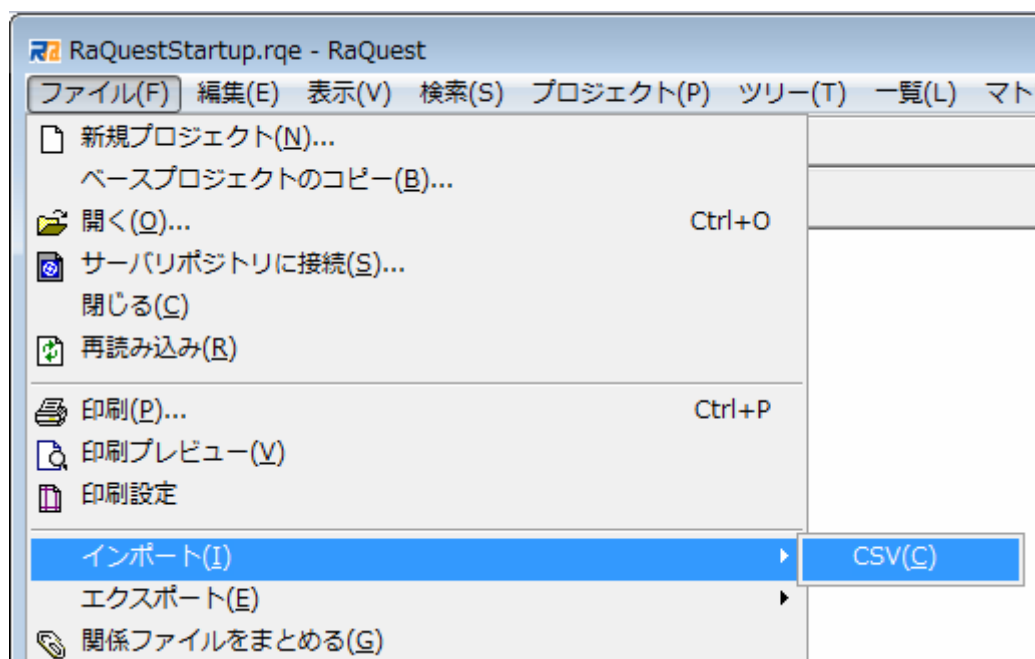 RaQuestStartup.rqe - RaQuest
ファイル(F) 編集(E) 表示(V) 検索(S) プロジェクト(P) ツリー(T) 一覧(L) マト
新規プロジェクト(N)...
ベースプロジェクトのコピー(B)...
開く(O)... Ctrl+O
サーバリポジトリに接続(S)...
閉じる(C)
再読み込み(R)
印刷(P)... Ctrl+P
印刷プレビュー(V)
印刷設定
インポート(I) CSV(C)
エクスポート(E)
関係ファイルをまとめる(G)